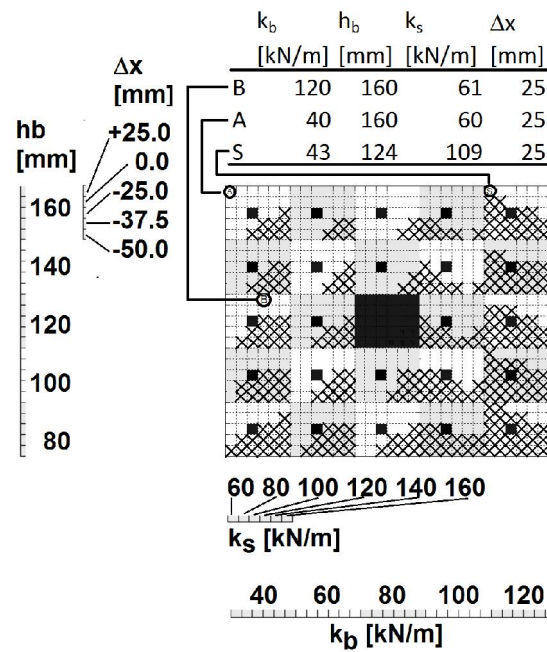 k_b h_b k_s Δx
[kN/m] [mm] [kN/m] [mm]
B 120 160 61 25
A 40 160 60 25
S 43 124 109 25
Δx
[mm]
hb
[mm]
+25.0
0.0
-25.0
-37.5
-50.0
160
140
120
100
80
60 80 100 120 140 160
k_S [kN/m]
40 60 80 100 120
k_b [kN/m]